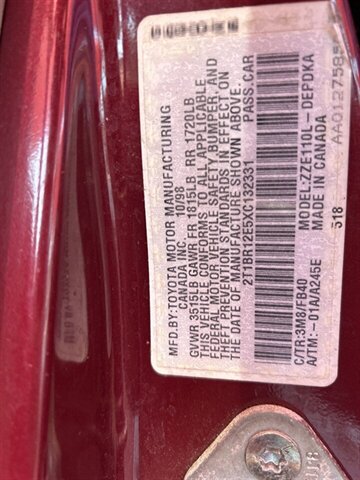 MFD.BY:TOYOTA MOTOR MANUFACTURING
CANADA INC. 10/98
GVWR 3515LB GAWR FR 1815LB RR 1720LB
THIS VEHICLE CONFORMS TO ALL APPLICABLE
FEDERAL MOTOR VEHICLE SAFETY, BUMPER, AND
THEFT PREVENTION STANDARDS IN EFFECT ON
THE DATE OF MANUFACTURE SHOWN ABOVE.
2T1BR12E5XC132331 PASS.CAR
C/TR:3M8/FB40 MODEL:ZZE110L-DEPDKA
A/TM:-01A/A245E MADE IN CANADA
318